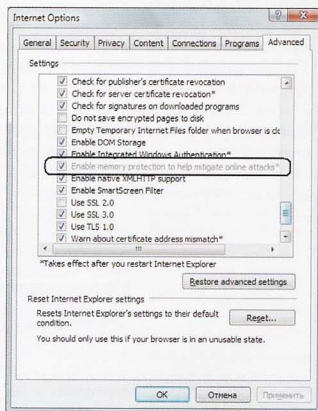 Internet Options
General Security Privacy Content Connections Programs Advanced
Settings
Check for publisher's certificate revocation
Check for server certificate revocation*
Check for signatures on downloaded programs
Do not save encrypted pages to disk
Empty Temporary Internet Files folder when browser is clo
Enable DOM Storage
Enable Integrated Windows Authentication*
Enable memory protection to help mitigate online attacks*
Enable native XMLHTTP support
Enable SmartScreen Filter
Use SSL 2.0
Use SSL 3.0
Use TLS 1.0
Warn about certificate address mismatch*
*Takes effect after you restart Internet Explorer
Restore advanced settings
Reset Internet Explorer settings
Resets Internet Explorer's settings to their default
condition.
Reset...
You should only use this if your browser is in an unusable state.
OK Отмена Применить